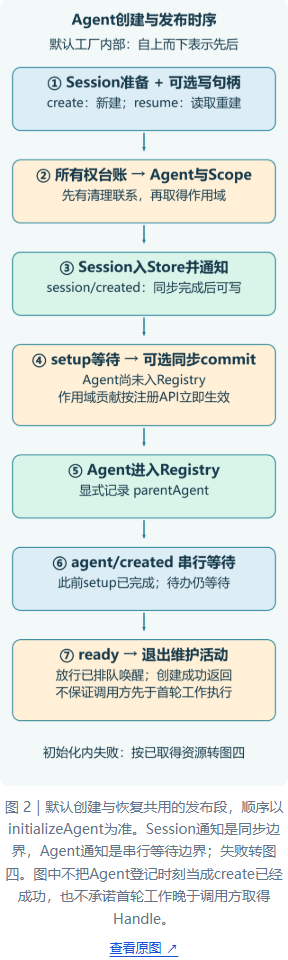 Agent创建与发布时序
默认工厂内部：自上而下表示先后
① Session准备 + 可选写句柄
create：新建；resume：读取重建
② 所有权台账 → Agent与Scope
先有清理联系，再取得作用域
③ Session入Store并通知
session/created：同步完成后可写
④ setup等待 → 可选同步commit
Agent尚未入Registry
作用域贡献按注册API立即生效
⑤ Agent进入Registry
显式记录 parentAgent
⑥ agent/created 串行等待
此前setup已完成；待办仍等待
⑦ ready → 退出维护活动
放行已排队唤醒；创建成功返回
不保证调用方先于首轮工作执行
初始化内失败：按已取得资源转图四
图 2｜默认创建与恢复共用的发布段，顺序以
initializeAgent为准。Session通知是同步边
界，Agent通知是串行等待边界；失败转图
四。图中不把Agent登记时刻当成create已经
成功，也不承诺首轮工作晚于调用方取得
Handle。
查看原图 ↗